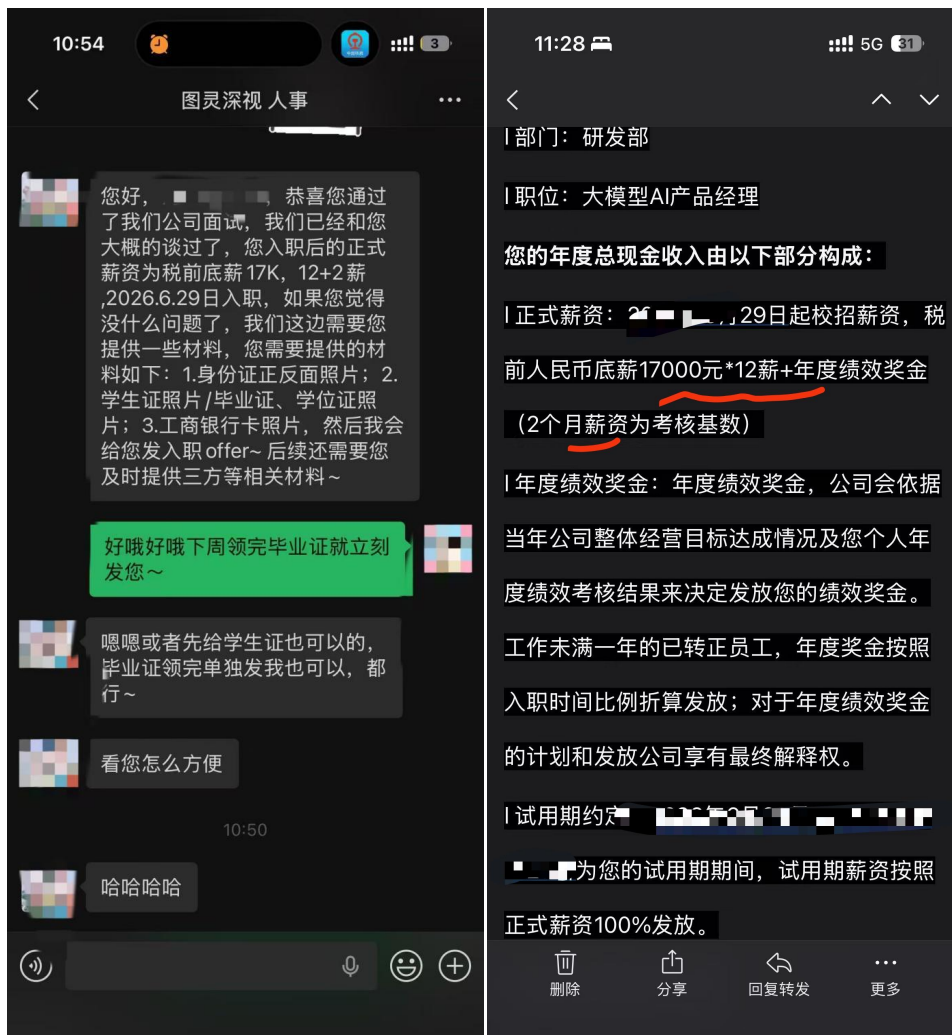 10:54
3
图灵深视 人事
您好,
恭喜您通过
了我们公司面试,我们已经和您
大概的谈过了,您入职后的正式
薪资为税前底薪17K,12+2薪
,2026.6.29日入职,如果您觉得
没什么问题了,我们这边需要您
提供一些材料,您需要提供的材
料如下:1.身份证正反面照片;2.
学生证照片/毕业证、学位证照
片;3.工商银行卡照片,然后我会
给您发入职offer~后续还需要您
及时提供三方等相关材料~
好哦好哦下周领完毕业证就立刻
发您~
嗯嗯或者先给学生证也可以的,
毕业证领完单独发我也可以,都
行~
看您怎么方便
10:50
哈哈哈哈
11:28
5G
31
l 部门:研发部
l 职位:大模型AI产品经理
您的年度总现金收入由以下部分构成:
l 正式薪资:
29日起校招薪资,税
前人民币底薪17000元*12薪+年度绩效奖金
(2个月薪资为考核基数)
l 年度绩效奖金:年度绩效奖金,公司会依据
当年公司整体经营目标达成情况及您个人年
度绩效考核结果来决定发放您的绩效奖金。
工作未满一年的已转正员工,年度奖金按照
入职时间比例折算发放;对于年度绩效奖金
的计划和发放公司享有最终解释权。
l 试用期约定
为您的试用期期间,试用期薪资按照
正式薪资100%发放。
删除
分享
回复转发
更多